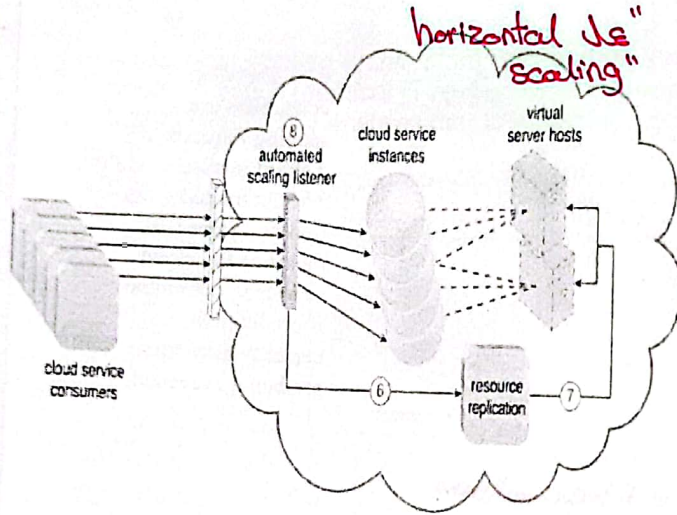 horizontal
scaling"
8
automated
scaling listener
cloud service
instances
virtual
server hosts
cloud service
consumers
6
resource
replication
7